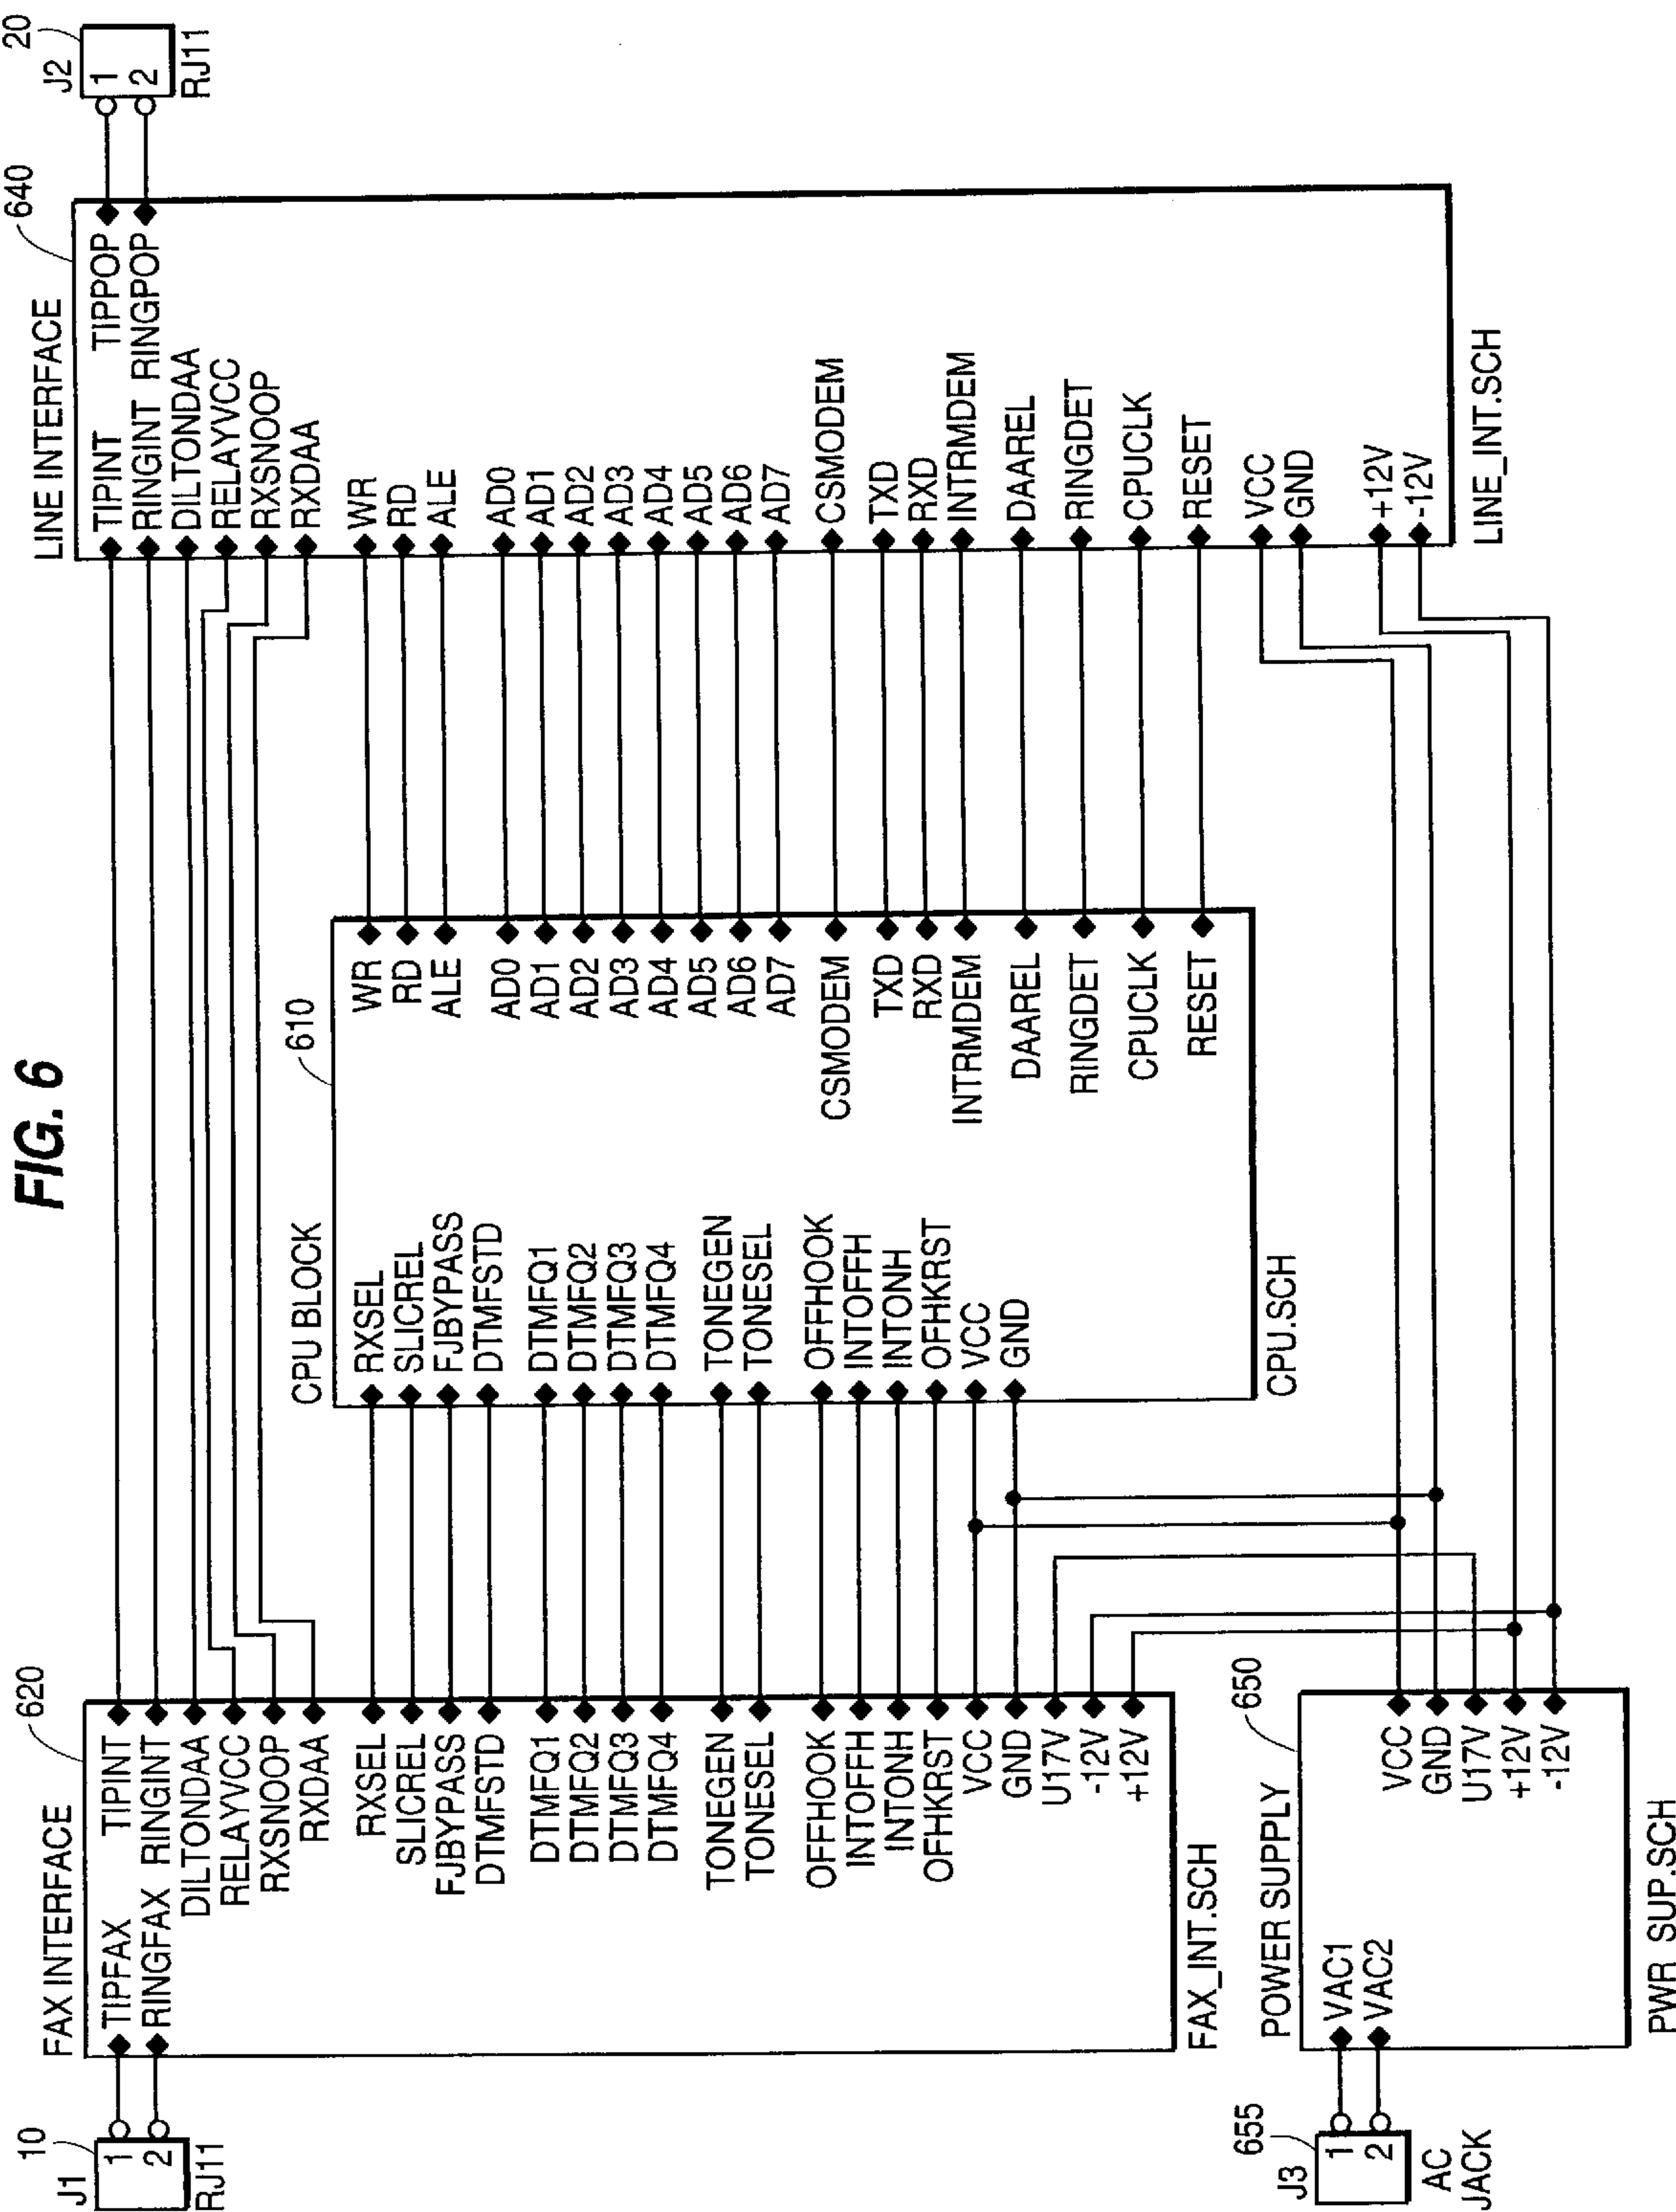 FIG. 6
FAX INTERFACE
620
10
J1
1
2
RJ11
TIPFAX TIPINT
RINGFAX RINGINT
DILTONDAA
RELAYVCC
RXSNOOP
RXDAA
RXSEL
SLICREL
FJBYPASS
DTMFSTD
DTMFQ1
DTMFQ2
DTMFQ3
DTMFQ4
TONEGEN
TONESEL
OFFHOOK
INTOFFH
INTONH
OFHKRST
VCC
GND
U17V
-12V
+12V
FAX_INT.SCH
CPU BLOCK
610
RXSEL
SLICREL
FJBYPASS
DTMFSTD
DTMFQ1
DTMFQ2
DTMFQ3
DTMFQ4
TONEGEN
TONESEL
OFFHOOK
INTOFFH
INTONH
OFHKRST
VCC
GND
WR
RD
ALE
AD0
AD1
AD2
AD3
AD4
AD5
AD6
AD7
CSMODEM
TXD
RXD
INTRMDEM
DAAREL
RINGDET
CPUCLK
RESET
CPU.SCH
LINE INTERFACE
640
TIPINT TIPPOP
RINGINT RINGPOP
DILTONDAA
RELAYVCC
RXSNOOP
RXDAA
WR
RD
ALE
AD0
AD1
AD2
AD3
AD4
AD5
AD6
AD7
CSMODEM
TXD
RXD
INTRMDEM
DAAREL
RINGDET
CPUCLK
RESET
VCC
GND
+12V
-12V
LINE_INT.SCH
20
J2
1
2
RJ11
POWER SUPPLY
650
655
J3
1
2
AC
JACK
VAC1
VAC2
VCC
GND
U17V
+12V
-12V
PWR SUP.SCH